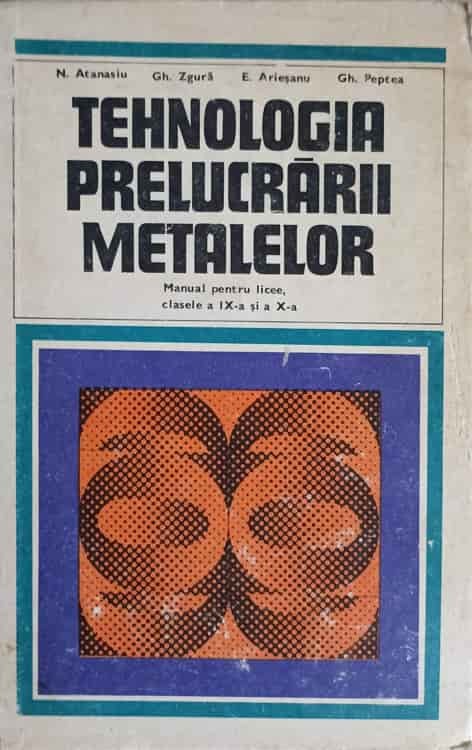 N. Atanasiu Gh. Zgură E. Arieşanu Gh. Peptea
TEHNOLOGIA
PRELUCRĂRII
METALELOR
Manual pentru licee,
clasele a IX-a şi a X-a